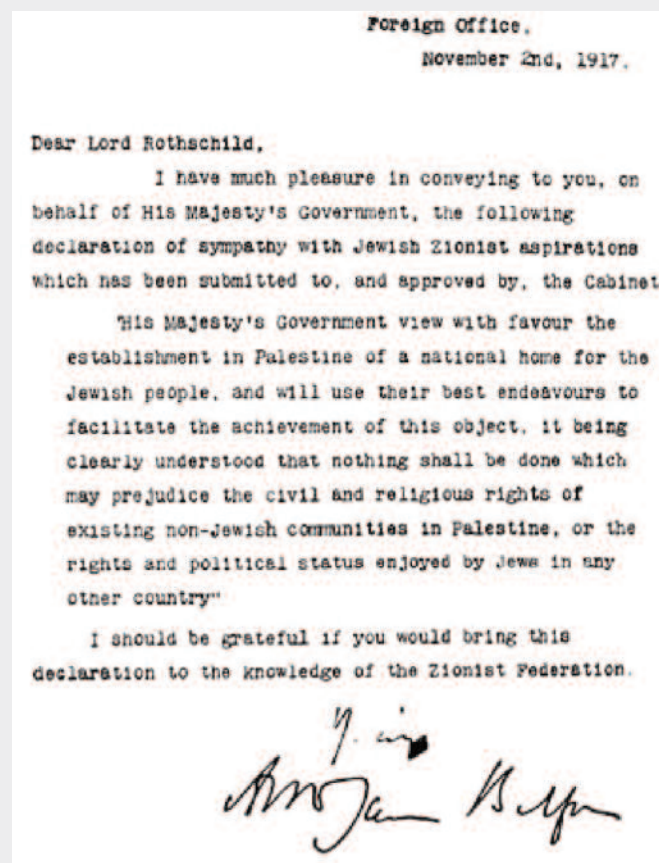 Foreign Office,
November 2nd, 1917.
Dear Lord Rothschild,
I have much pleasure in conveying to you, on
behalf of His Majesty's Government, the following
declaration of sympathy with Jewish Zionist aspirations
which has been submitted to, and approved by, the Cabinet
"His Majesty's Government view with favour the
establishment in Palestine of a national home for the
Jewish people, and will use their best endeavours to
facilitate the achievement of this object, it being
clearly understood that nothing shall be done which
may prejudice the civil and religious rights of
existing non-Jewish communities in Palestine, or the
rights and political status enjoyed by Jews in any
other country"
I should be grateful if you would bring this
declaration to the knowledge of the Zionist Federation.